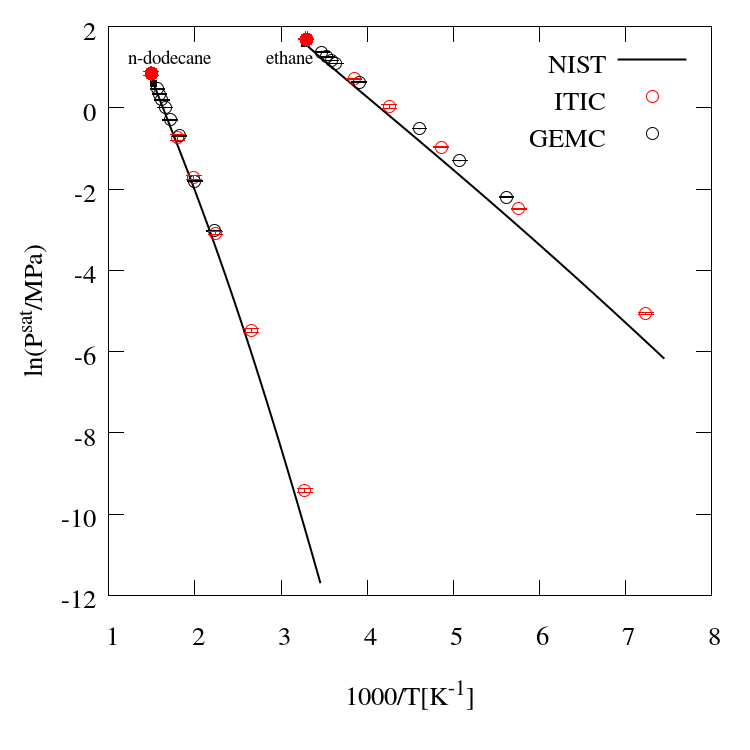 2
n-dodecane
ethane
NIST
ITIC
GEMC
0
-2
-4
-6
-8
-10
-12
ln(P^sat/MPa)
1 2 3 4 5 6 7 8
1000/T[K^-1]